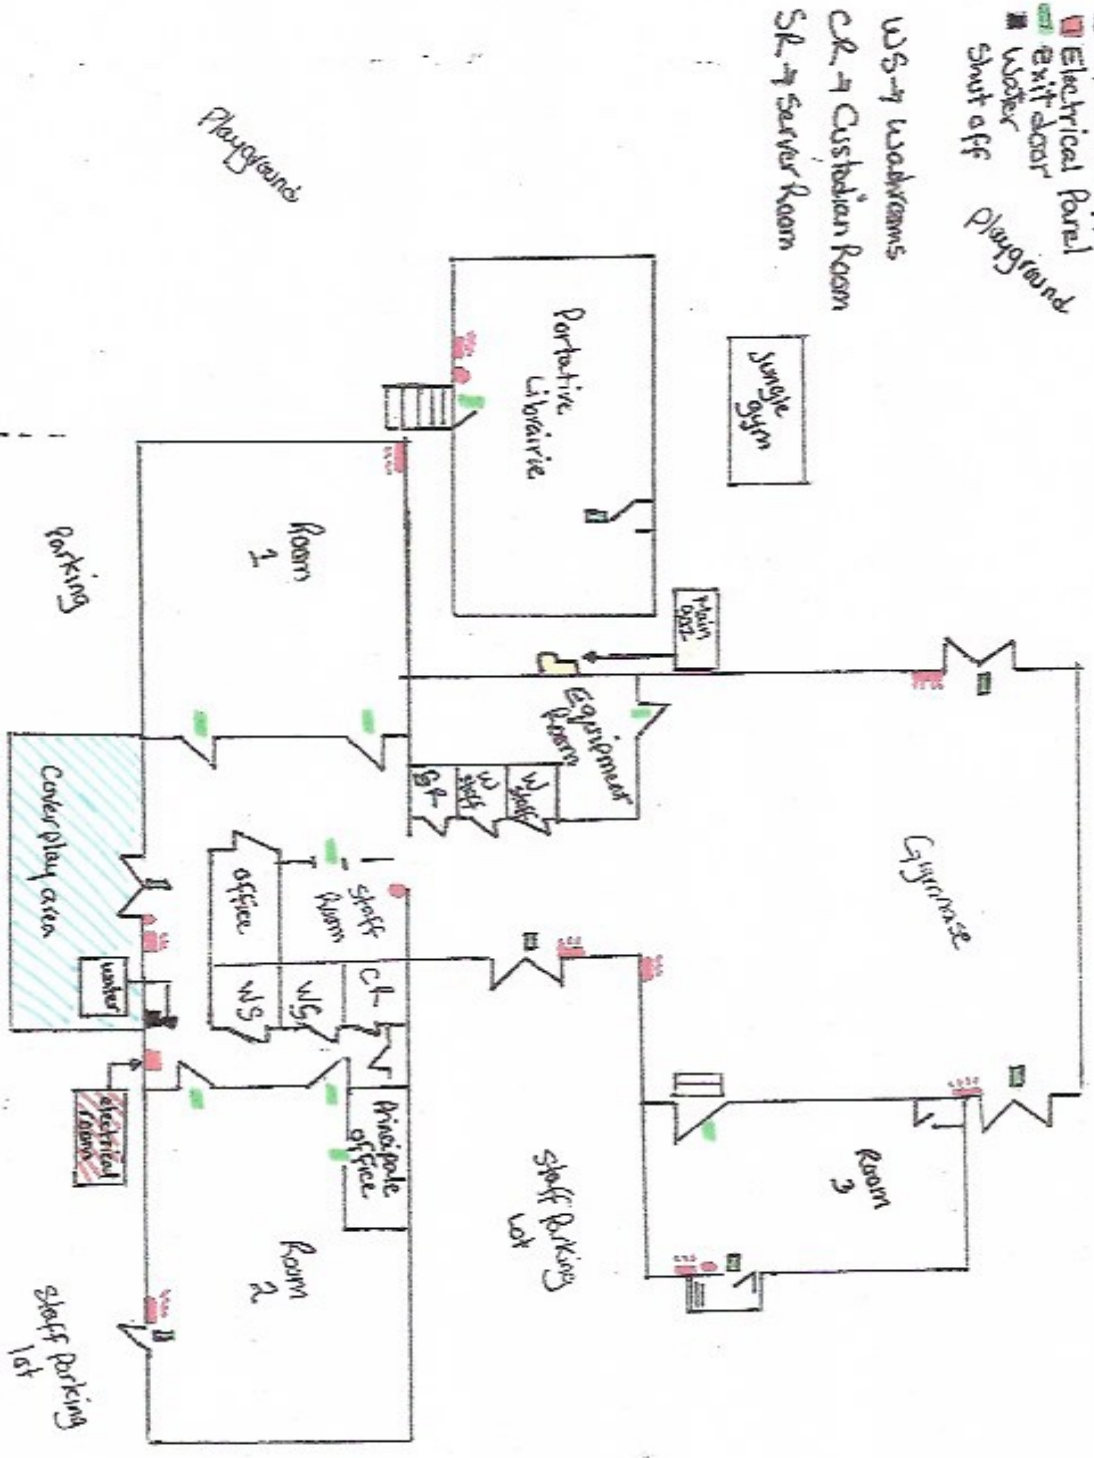 Electrical Panel
exit door
Water
Shut off
WS → Washrooms
CR → Custodian Room
SR → Server Room
playground
Playground
Jungle
gym
Portative
Librairie
Main
gaz
Room
1
Parking
Equipment
Room
SR
W
staff
W
staff
Gymnase
Cover play area
office
Staff
Room
WS
WS
CR
water
electrical
room
Principale
office
Room
2
Staff Parking
Lot
Room
3
Staff Parking
lot